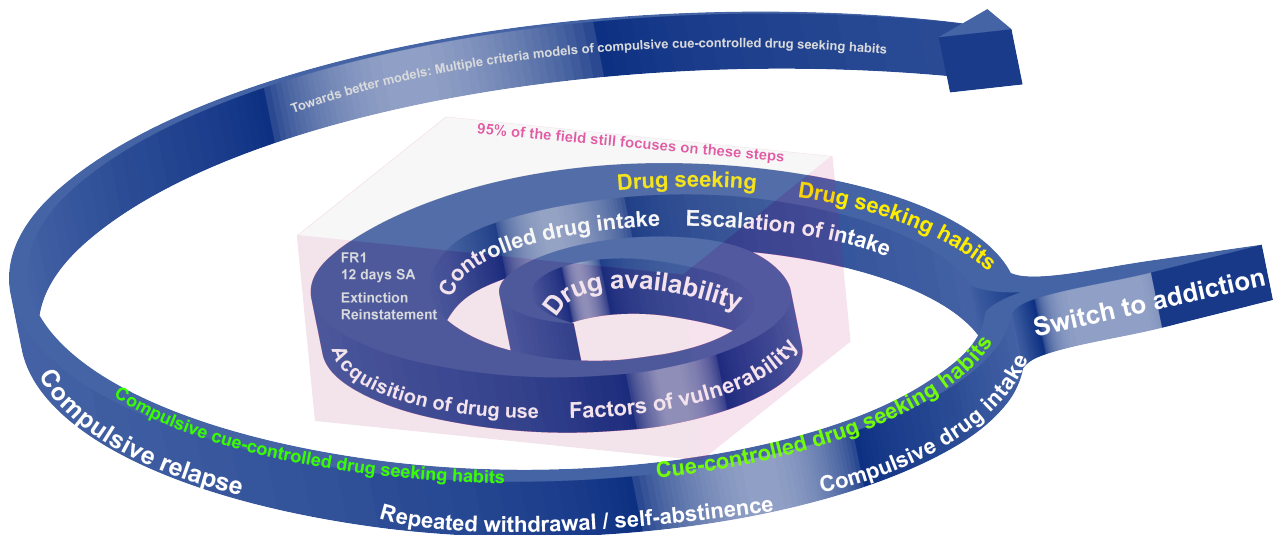 Towards better models: Multiple criteria models of compulsive cue-controlled drug seeking habits
95% of the field still focuses on these steps
Drug seeking
Drug seeking habits
Controlled drug intake
Escalation of intake
FR1
12 days SA
Extinction
Reinstatement
Drug availability
Switch to addiction
Acquisition of drug use
Factors of vulnerability
Cue-controlled drug seeking habits
Compulsive drug intake
Compulsive cue-controlled drug seeking habits
Compulsive relapse
Repeated withdrawal / self-abstinence